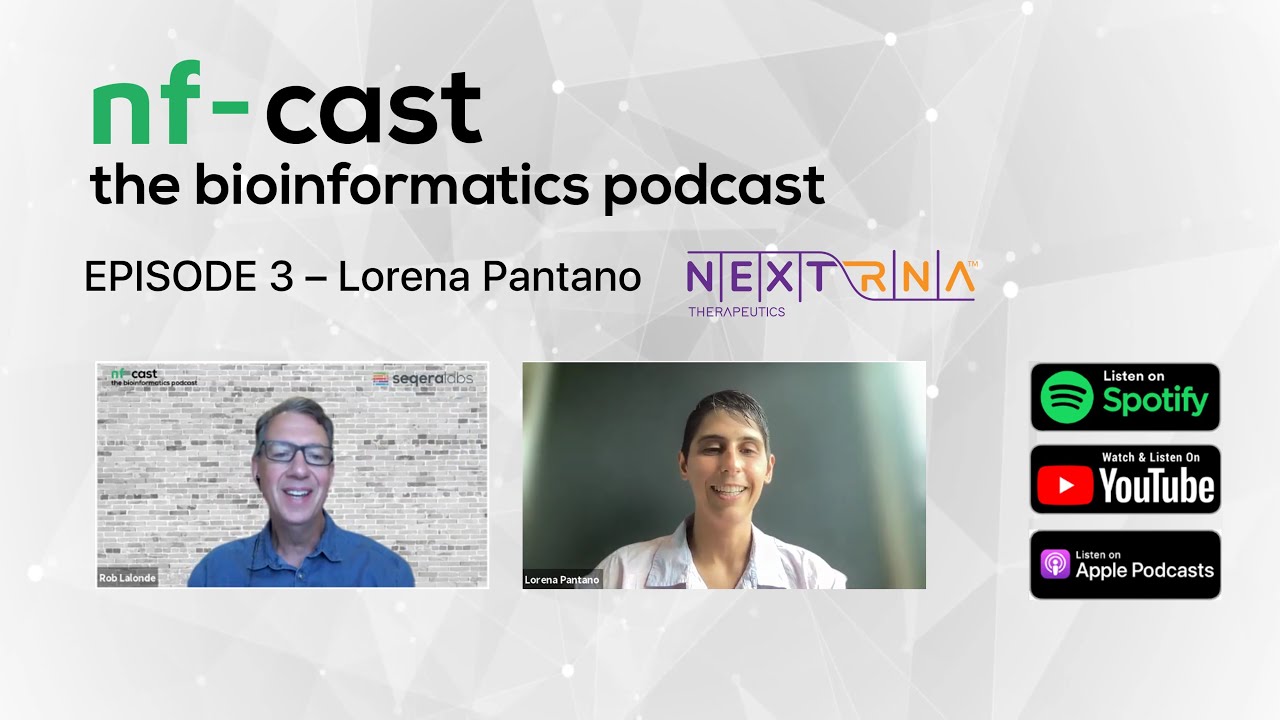 nf-cast
the bioinformatics podcast
EPISODE 3 – Lorena Pantano
NEXTRNA™
THERAPEUTICS
nf-cast
the bioinformatics podcast
seqeralabs
Rob Lalonde
Lorena Pantano
Listen on
Spotify
Watch & Listen On
YouTube
Listen on
Apple Podcasts